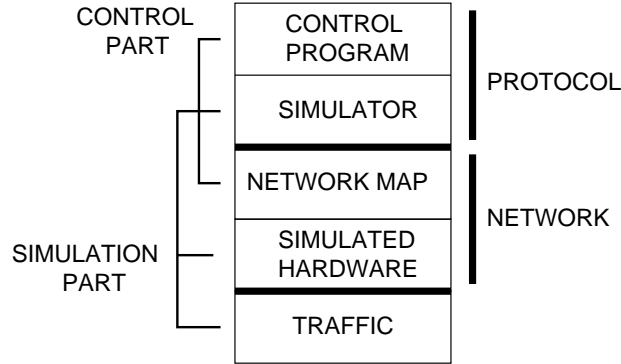 CONTROL
PART
CONTROL
PROGRAM
SIMULATOR
PROTOCOL
NETWORK MAP
NETWORK
SIMULATION
PART
SIMULATED
HARDWARE
TRAFFIC